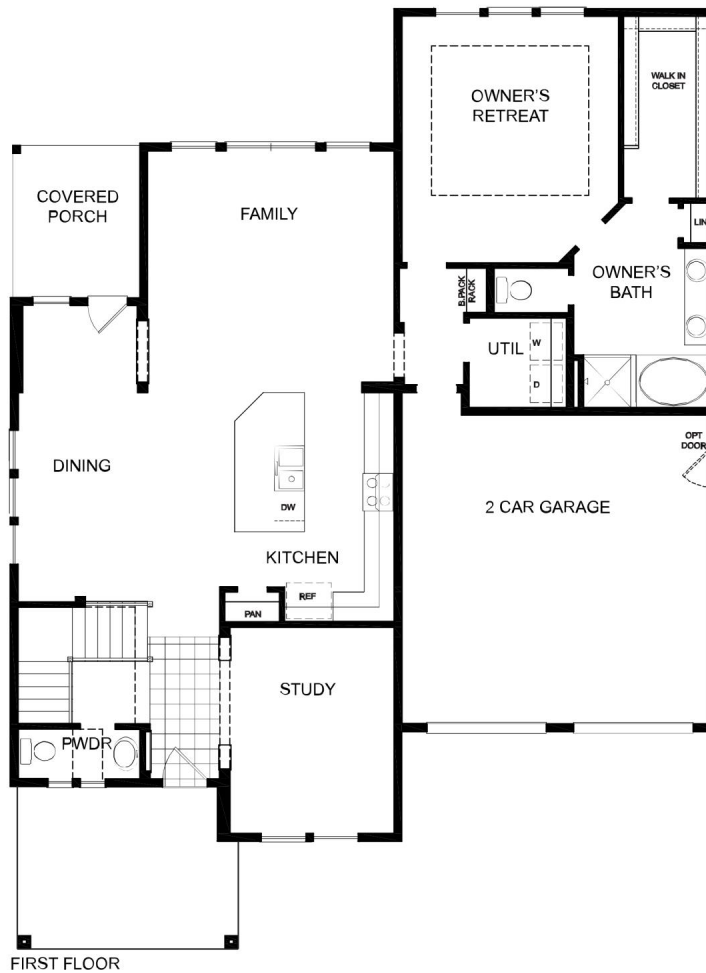 OWNER'S
RETREAT
WALK IN
CLOSET
COVERED
PORCH
FAMILY
LIN
OWNER'S
BATH
B.PACK
RACK
UTIL
W
D
OPT
DOOR
DINING
2 CAR GARAGE
DW
KITCHEN
REF
PAN
STUDY
PWDR
FIRST FLOOR